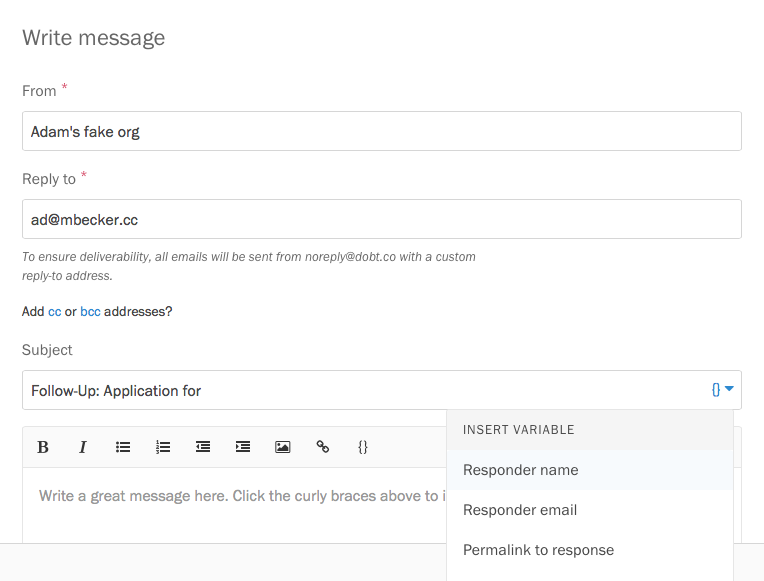 Write message
From *
Adam's fake org
Reply to *
ad@mbecker.cc
To ensure deliverability, all emails will be sent from noreply@dobt.co with a custom
reply-to address.
Add cc or bcc addresses?
Subject
Follow-Up: Application for {}
B I {}
INSERT VARIABLE
Write a great message here. Click the curly braces above to i
Responder name
Responder email
Permalink to response